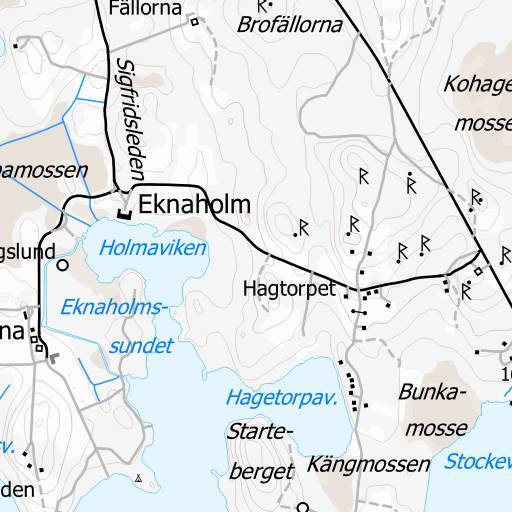 Fällorna
Brofällorna
Sigfridsleden
Kohage
mosse
amossen
Eknaholm
Holmaviken
gslund
Hagtorpet
Eknaholms-
sundet
na
Hagetorpav.
Bunka-
mosse
Starte-
berget
Kängmossen
Stockev
v.
den